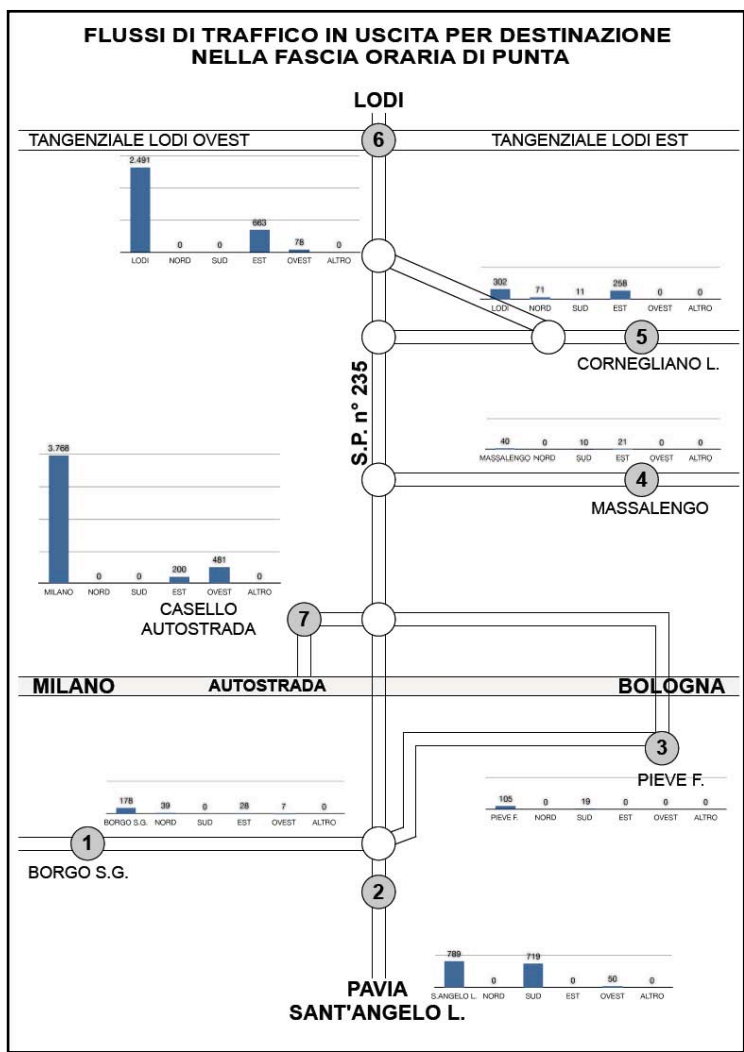 FLUSSI DI TRAFFICO IN USCITA PER DESTINAZIONE
NELLA FASCIA ORARIA DI PUNTA
LODI
TANGENZIALE LODI OVEST
6
TANGENZIALE LODI EST
2.491
0
0
663
78
0
LODI NORD SUD EST OVEST ALTRO
302
71
11
258
0
0
LODI NORD SUD EST OVEST ALTRO
5
CORNEGLIANO L.
S.P. n° 235
40
0
10
21
0
0
MASSALENGO NORD SUD EST OVEST ALTRO
4
MASSALENGO
3.768
0
0
200
481
0
MILANO NORD SUD EST OVEST ALTRO
CASELLO
AUTOSTRADA
7
MILANO
AUTOSTRADA
BOLOGNA
3
PIEVE F.
178
39
0
28
7
0
BORGO S.G. NORD SUD EST OVEST ALTRO
105
0
19
0
0
0
PIEVE F. NORD SUD EST OVEST ALTRO
1
BORGO S.G.
2
789
0
719
0
50
0
S.ANGELO L. NORD SUD EST OVEST ALTRO
PAVIA
SANT'ANGELO L.